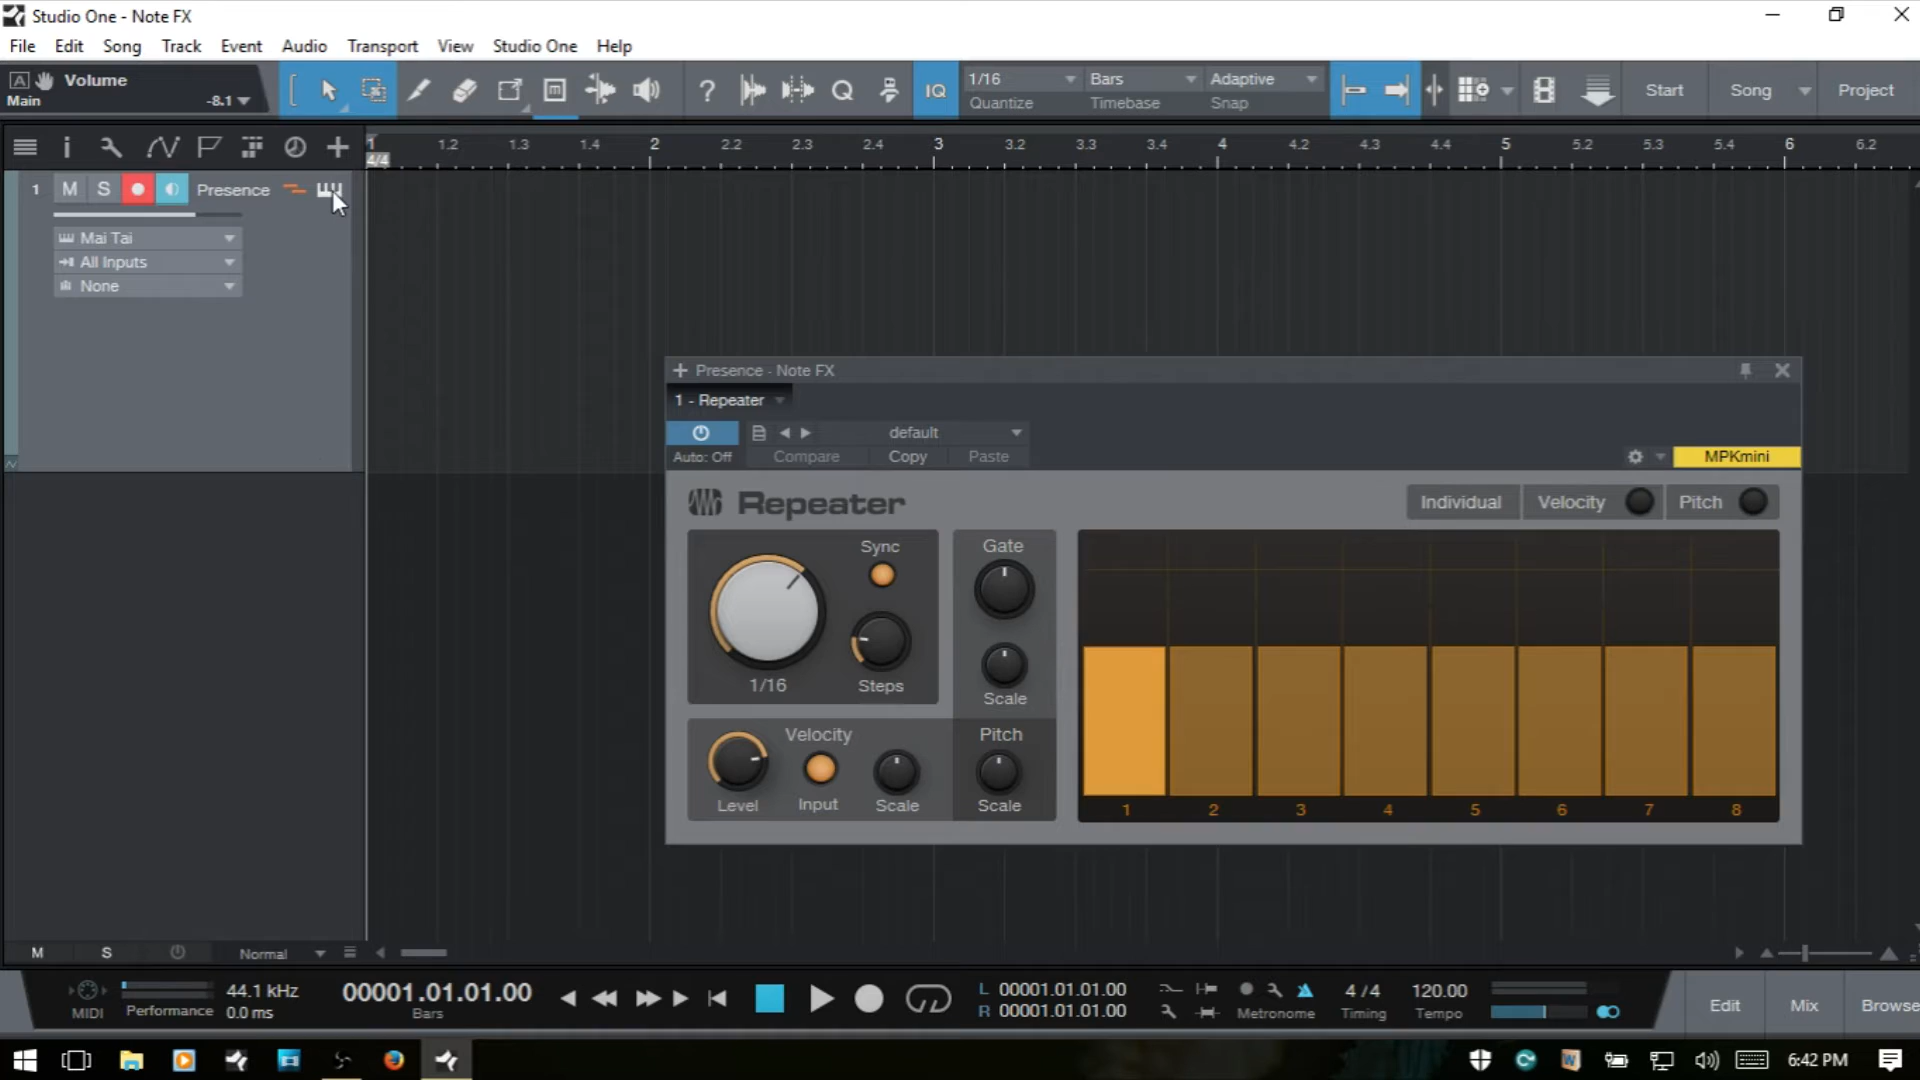 Studio One - Note FX
File Edit Song Track Event Audio Transport View Studio One Help
A Volume
Main -8.1
? Q IQ
1/16 Bars Adaptive
Quantize Timebase Snap
Start Song Project
1 1.2 1.3 1.4 2 2.2 2.3 2.4 3 3.2 3.3 3.4 4 4.2 4.3 4.4 5 5.2 5.3 5.4 6 6.2
4/4
1 M S Presence
Mai Tai
All Inputs
None
Presence - Note FX
1 - Repeater
default
Auto: Off Compare Copy Paste MPKmini
Repeater Individual Velocity Pitch
Sync Gate
1/16 Steps Scale
Velocity Pitch
Level Input Scale Scale
1 2 3 4 5 6 7 8
M S Normal
MIDI Performance 44.1 kHz
0.0 ms
00001.01.01.00
Bars
L 00001.01.01.00
R 00001.01.01.00
Metronome
4 / 4
Timing
120.00
Tempo
Edit Mix Browse
6:42 PM